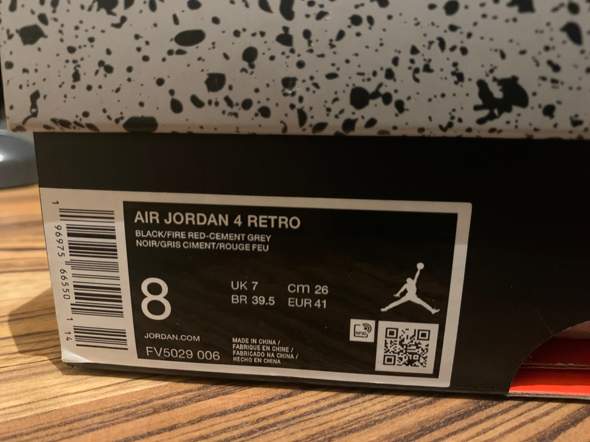 AIR JORDAN 4 RETRO
BLACK/FIRE RED-CEMENT GREY
NOIR/GRIS CIMENT/ROUGE FEU
8
UK 7 cm 26
BR 39.5 EUR 41
JORDAN.COM
FV5029 006
MADE IN CHINA /
FABRIQUE EN CHINE /
FABRICADO NA CHINA /
HECHO EN CHINA
1 96975 66550 1 14